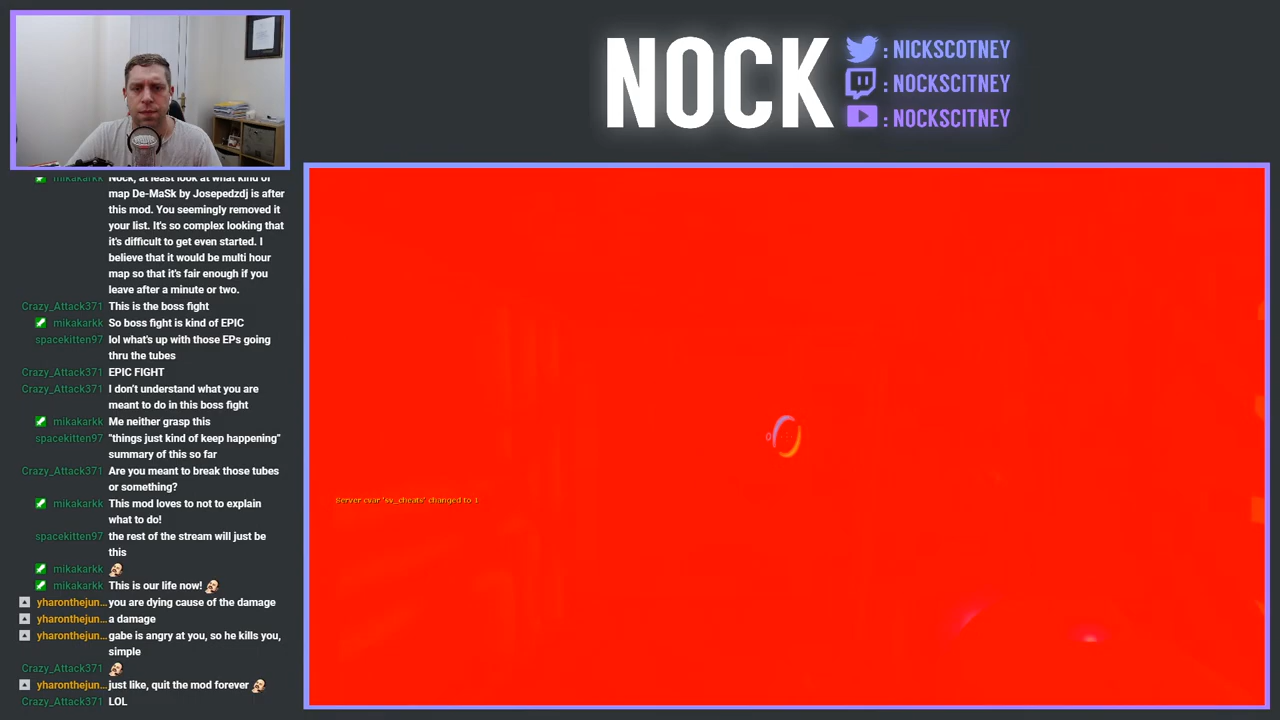 NOCK
: NICKSCOTNEY
: NOCKSCITNEY
: NOCKSCITNEY
mikakarkk Nock, at least look at what kind of
map De-MaSk by Josepedzdj is after
this mod. You seemingly removed it
your list. It's so complex looking that
it's difficult to get even started. I
believe that it would be multi hour
map so that it's fair enough if you
leave after a minute or two.
Crazy_Attack371 This is the boss fight
mikakarkk So boss fight is kind of EPIC
spacekitten97 lol what's up with those EPs going
thru the tubes
Crazy_Attack371 EPIC FIGHT
Crazy_Attack371 I don't understand what you are
meant to do in this boss fight
mikakarkk Me neither grasp this
spacekitten97 "things just kind of keep happening"
summary of this so far
Crazy_Attack371 Are you meant to break those tubes
or something?
mikakarkk This mod loves to not to explain
what to do!
spacekitten97 the rest of the stream will just be
this
mikakarkk
mikakarkk This is our life now!
yharonthejun... you are dying cause of the damage
yharonthejun... a damage
yharonthejun... gabe is angry at you, so he kills you,
simple
Crazy_Attack371
yharonthejun... just like, quit the mod forever
Crazy_Attack371 LOL
Server cvar 'sv_cheats' changed to 1